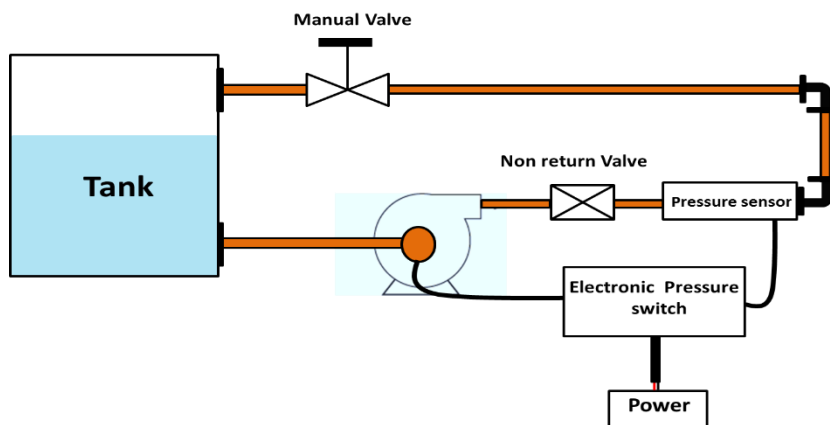 Manual Valve
Non return Valve
Tank
Pressure sensor
Electronic Pressure
switch
Power